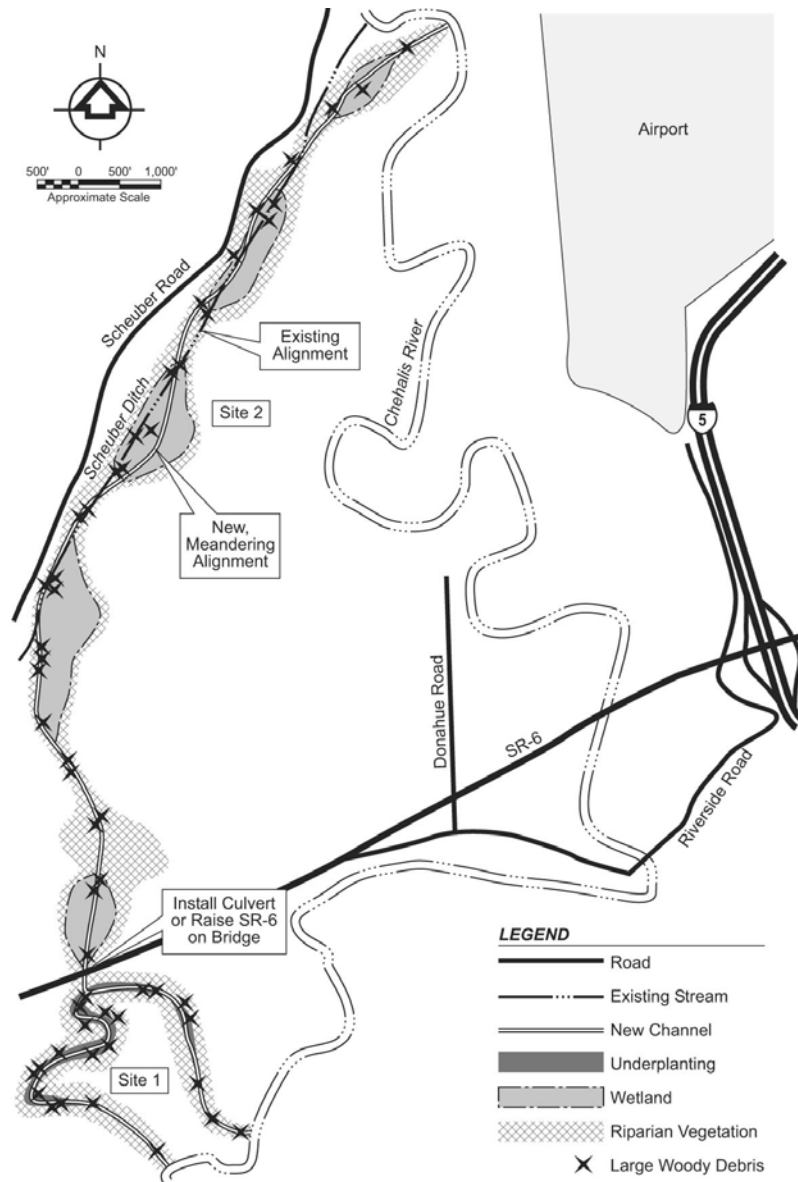 N
500' 0 500' 1,000'
Approximate Scale
Airport
Scheuber Road
Existing
Alignment
Chehalis River
Scheuber Ditch
Site 2
5
New,
Meandering
Alignment
Donahue Road
SR-6
Riverside Road
Install Culvert
or Raise SR-6
on Bridge
Site 1
LEGEND
Road
Existing Stream
New Channel
Underplanting
Wetland
Riparian Vegetation
Large Woody Debris